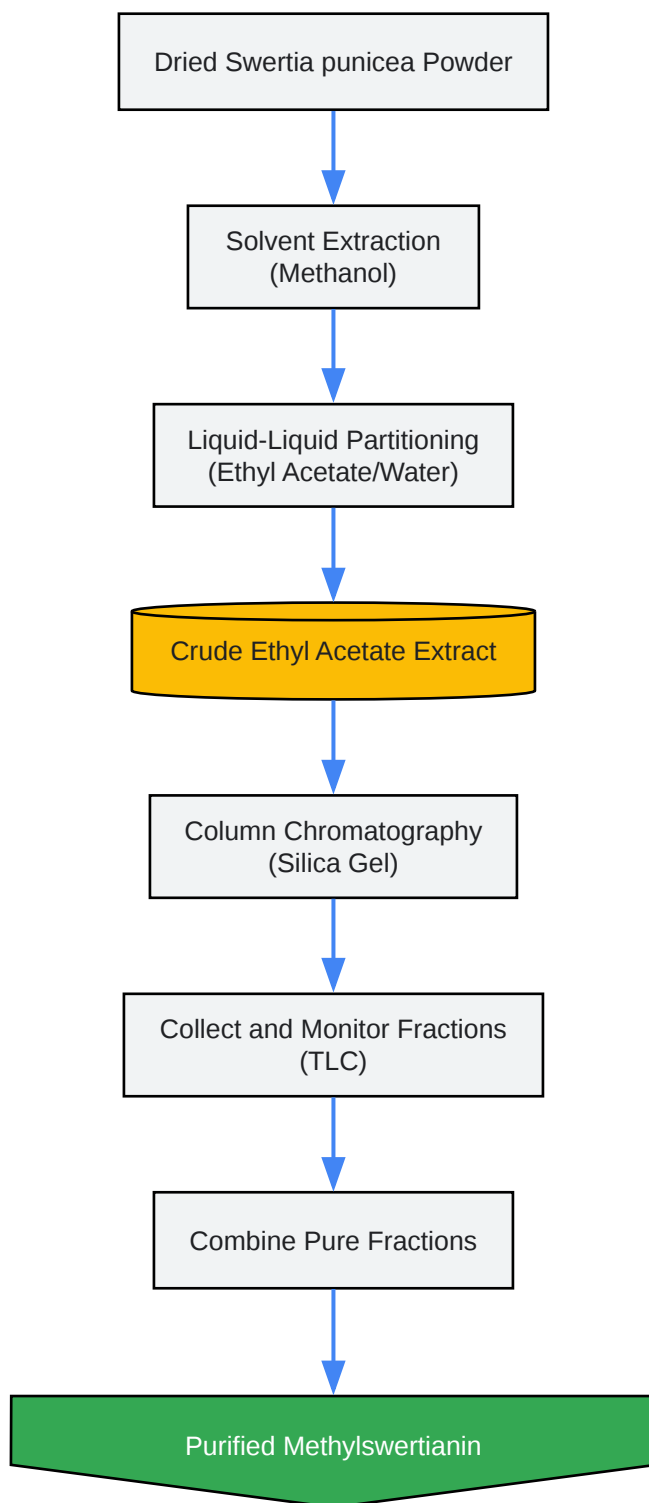 Dried Swertia punicea Powder
Solvent Extraction
(Methanol)
Liquid-Liquid Partitioning
(Ethyl Acetate/Water)
Crude Ethyl Acetate Extract
Column Chromatography
(Silica Gel)
Collect and Monitor Fractions
(TLC)
Combine Pure Fractions
Purified Methylswertianin